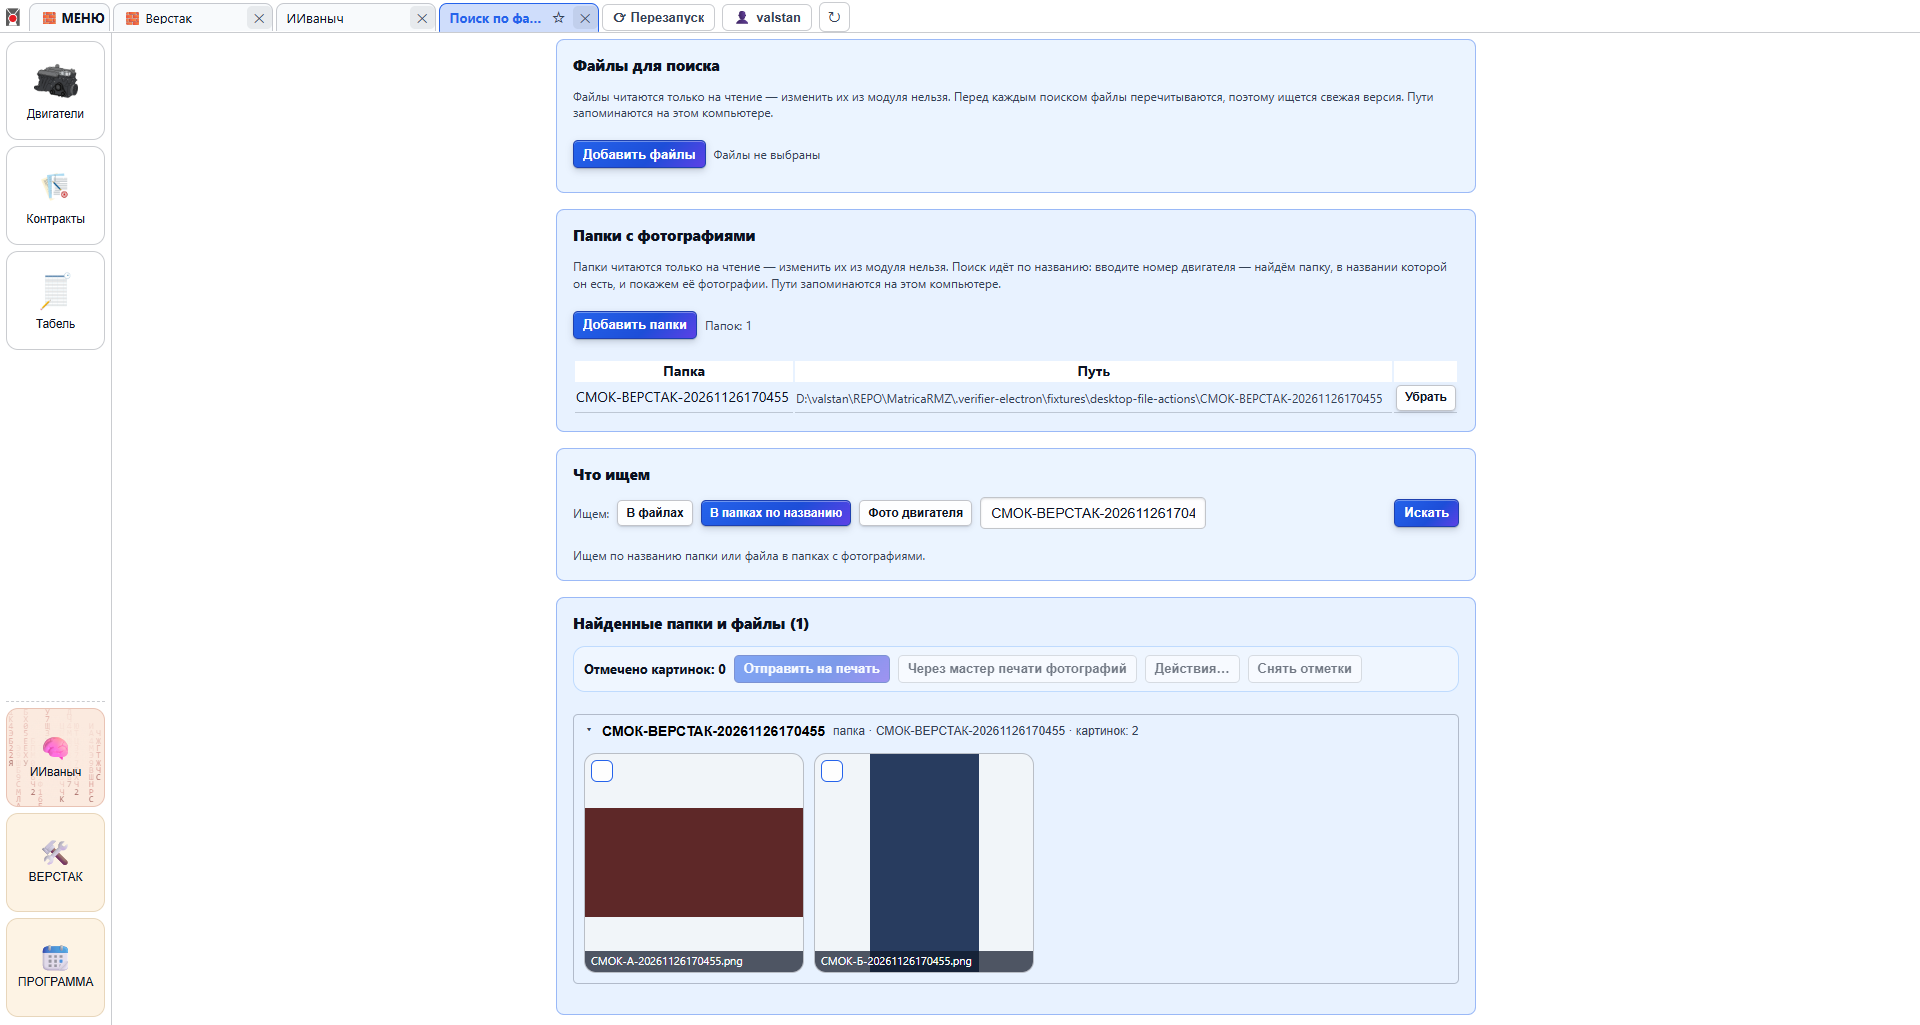 МЕНЮ
Верстак
ИИваныч
Поиск по фа...
Перезапуск
valstan
Двигатели
Контракты
Табель
ИИваныч
ВЕРСТАК
ПРОГРАММА
Файлы для поиска
Файлы читаются только на чтение — изменить их из модуля нельзя. Перед каждым поиском файлы перечитываются, поэтому ищется свежая версия. Пути
запоминаются на этом компьютере.
Добавить файлы Файлы не выбраны
Папки с фотографиями
Папки читаются только на чтение — изменить их из модуля нельзя. Поиск идёт по названию: вводите номер двигателя — найдём папку, в названии которой
он есть, и покажем её фотографии. Пути запоминаются на этом компьютере.
Добавить папки Папок: 1
Папка Путь
СМОК-ВЕРСТАК-20261126170455 D:\valstan\REPO\MatricaRMZ\.verifier-electron\fixtures\desktop-file-actions\СМОК-ВЕРСТАК-20261126170455 Убрать
Что ищем
Ищем: В файлах В папках по названию Фото двигателя СМОК-ВЕРСТАК-202611261704 Искать
Ищем по названию папки или файла в папках с фотографиями.
Найденные папки и файлы (1)
Отмечено картинок: 0 Отправить на печать Через мастер печати фотографий Действия... Снять отметки
СМОК-ВЕРСТАК-20261126170455 папка · СМОК-ВЕРСТАК-20261126170455 · картинок: 2
СМОК-А-20261126170455.png
СМОК-Б-20261126170455.png